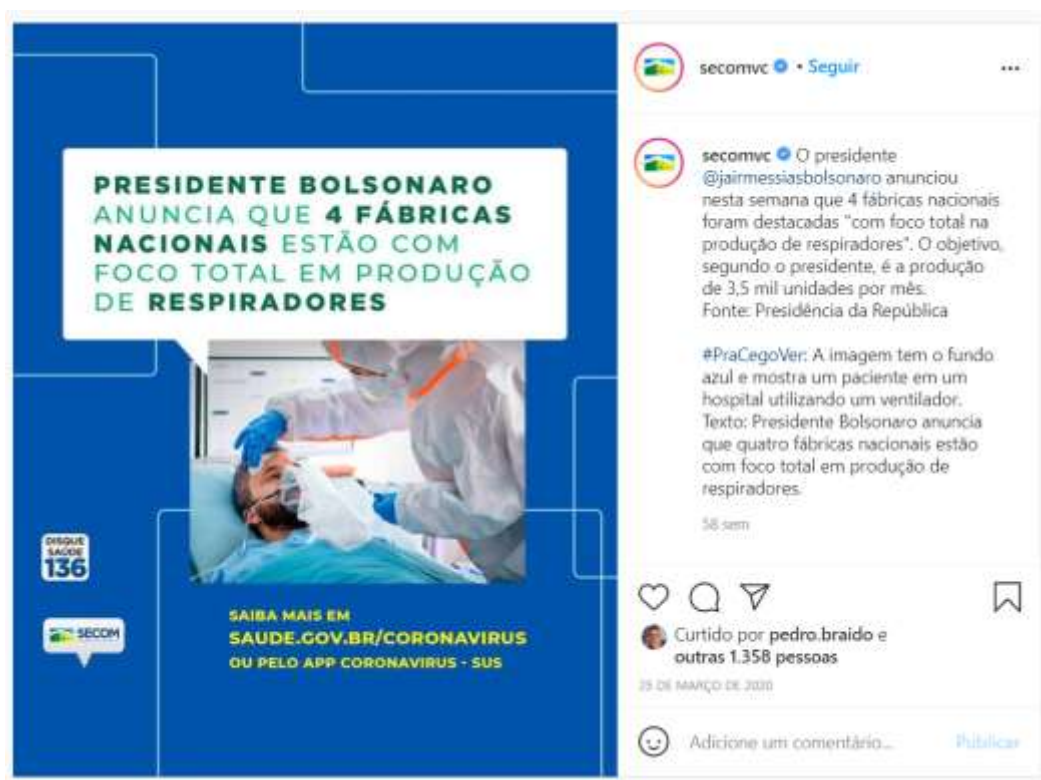 PRESIDENTE BOLSONARO
ANUNCIA QUE 4 FÁBRICAS
NACIONAIS ESTÃO COM
FOCO TOTAL EM PRODUÇÃO
DE RESPIRADORES
DISQUE
SAÚDE
136
SECOM
SAIBA MAIS EM
SAUDE.GOV.BR/CORONAVIRUS
OU PELO APP CORONAVIRUS - SUS
secomvc • Seguir
secomvc O presidente
@jairmessiasbolsonaro anunciou
nesta semana que 4 fábricas nacionais
foram destacadas "com foco total na
produção de respiradores". O objetivo,
segundo o presidente, é a produção
de 3,5 mil unidades por mês.
Fonte: Presidência da República
#PraCegoVer: A imagem tem o fundo
azul e mostra um paciente em um
hospital utilizando um ventilador.
Texto: Presidente Bolsonaro anuncia
que quatro fábricas nacionais estão
com foco total em produção de
respiradores.
58 sem
Curtido por pedro.braido e
outras 1.358 pessoas
25 DE MARÇO DE 2020
Adicione um comentário... Publicar